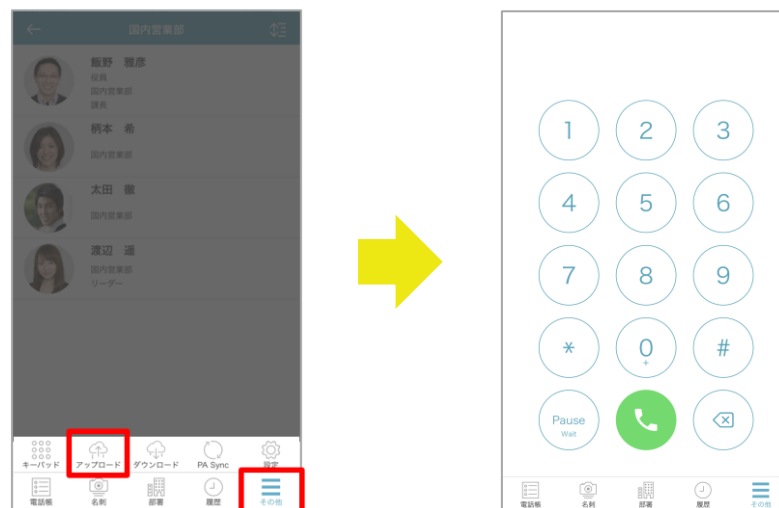 国内営業部
飯野 雅彦
役員
国内営業部
課長
柄本 希
国内営業部
太田 徹
国内営業部
渡辺 遥
国内営業部
リーダー
キーパッド アップロード ダウンロード PA Sync 設定
電話帳 名刺 部署 履歴 その他
1 2 3
4 5 6
7 8 9
* 0 #
+
Pause
Wait
電話帳 名刺 部署 履歴 その他